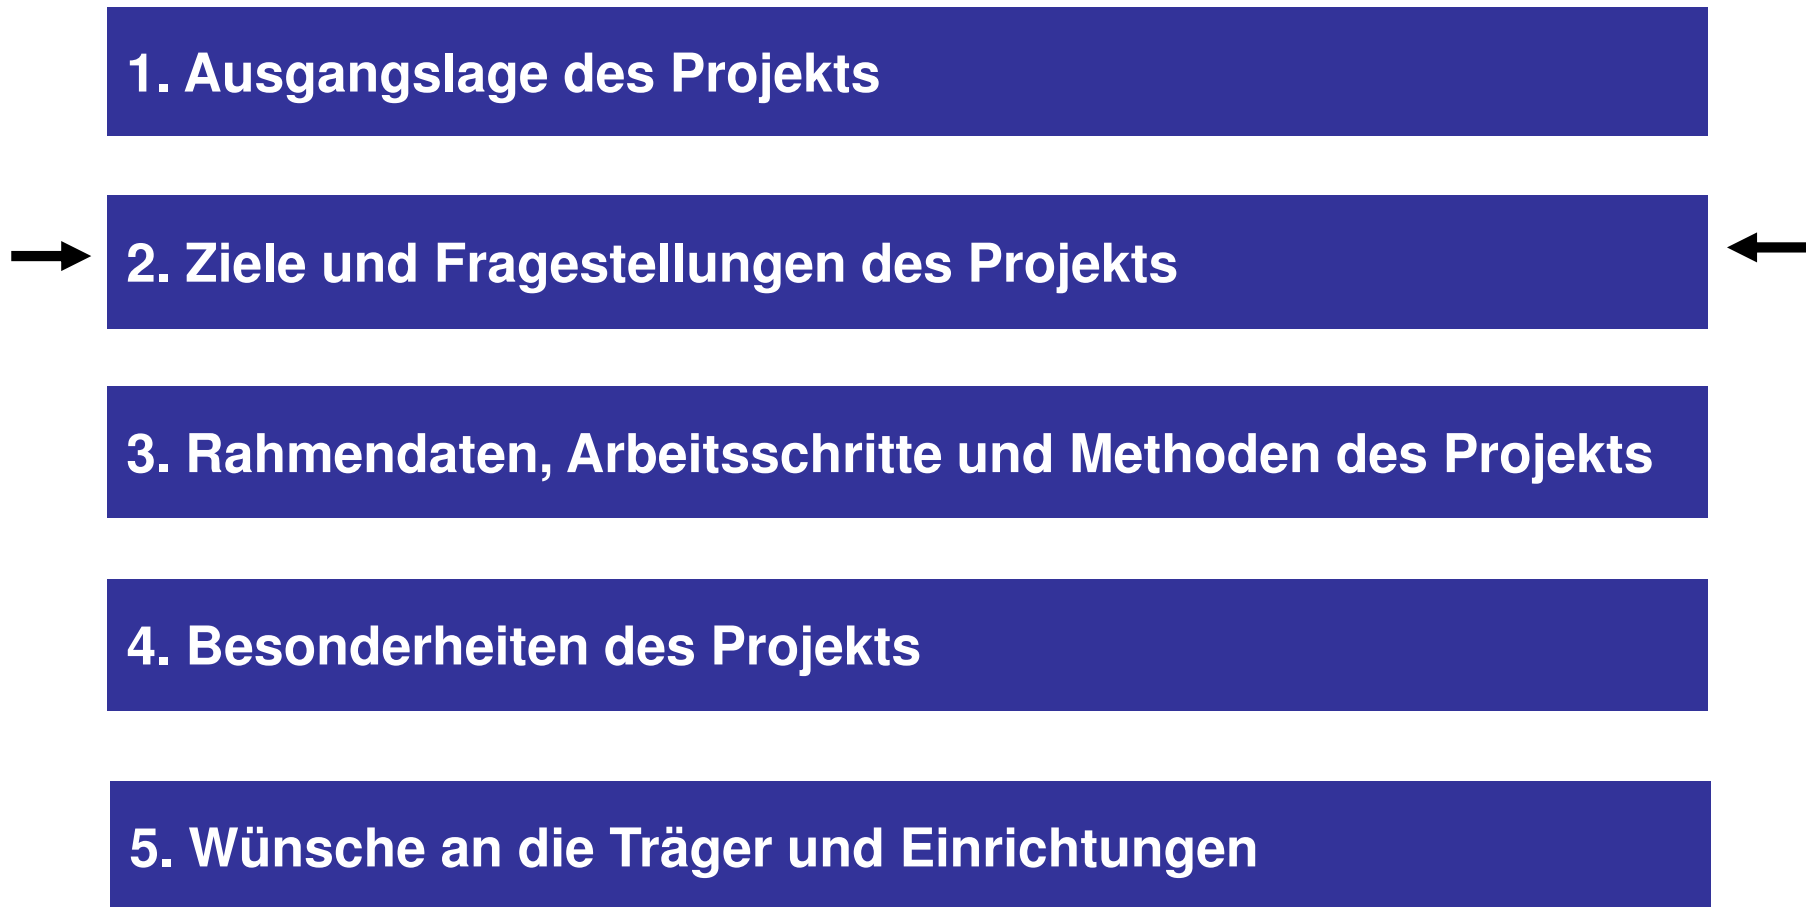 1. Ausgangslage des Projekts
2. Ziele und Fragestellungen des Projekts
3. Rahmendaten, Arbeitsschritte und Methoden des Projekts
4. Besonderheiten des Projekts
5. Wünsche an die Träger und Einrichtungen